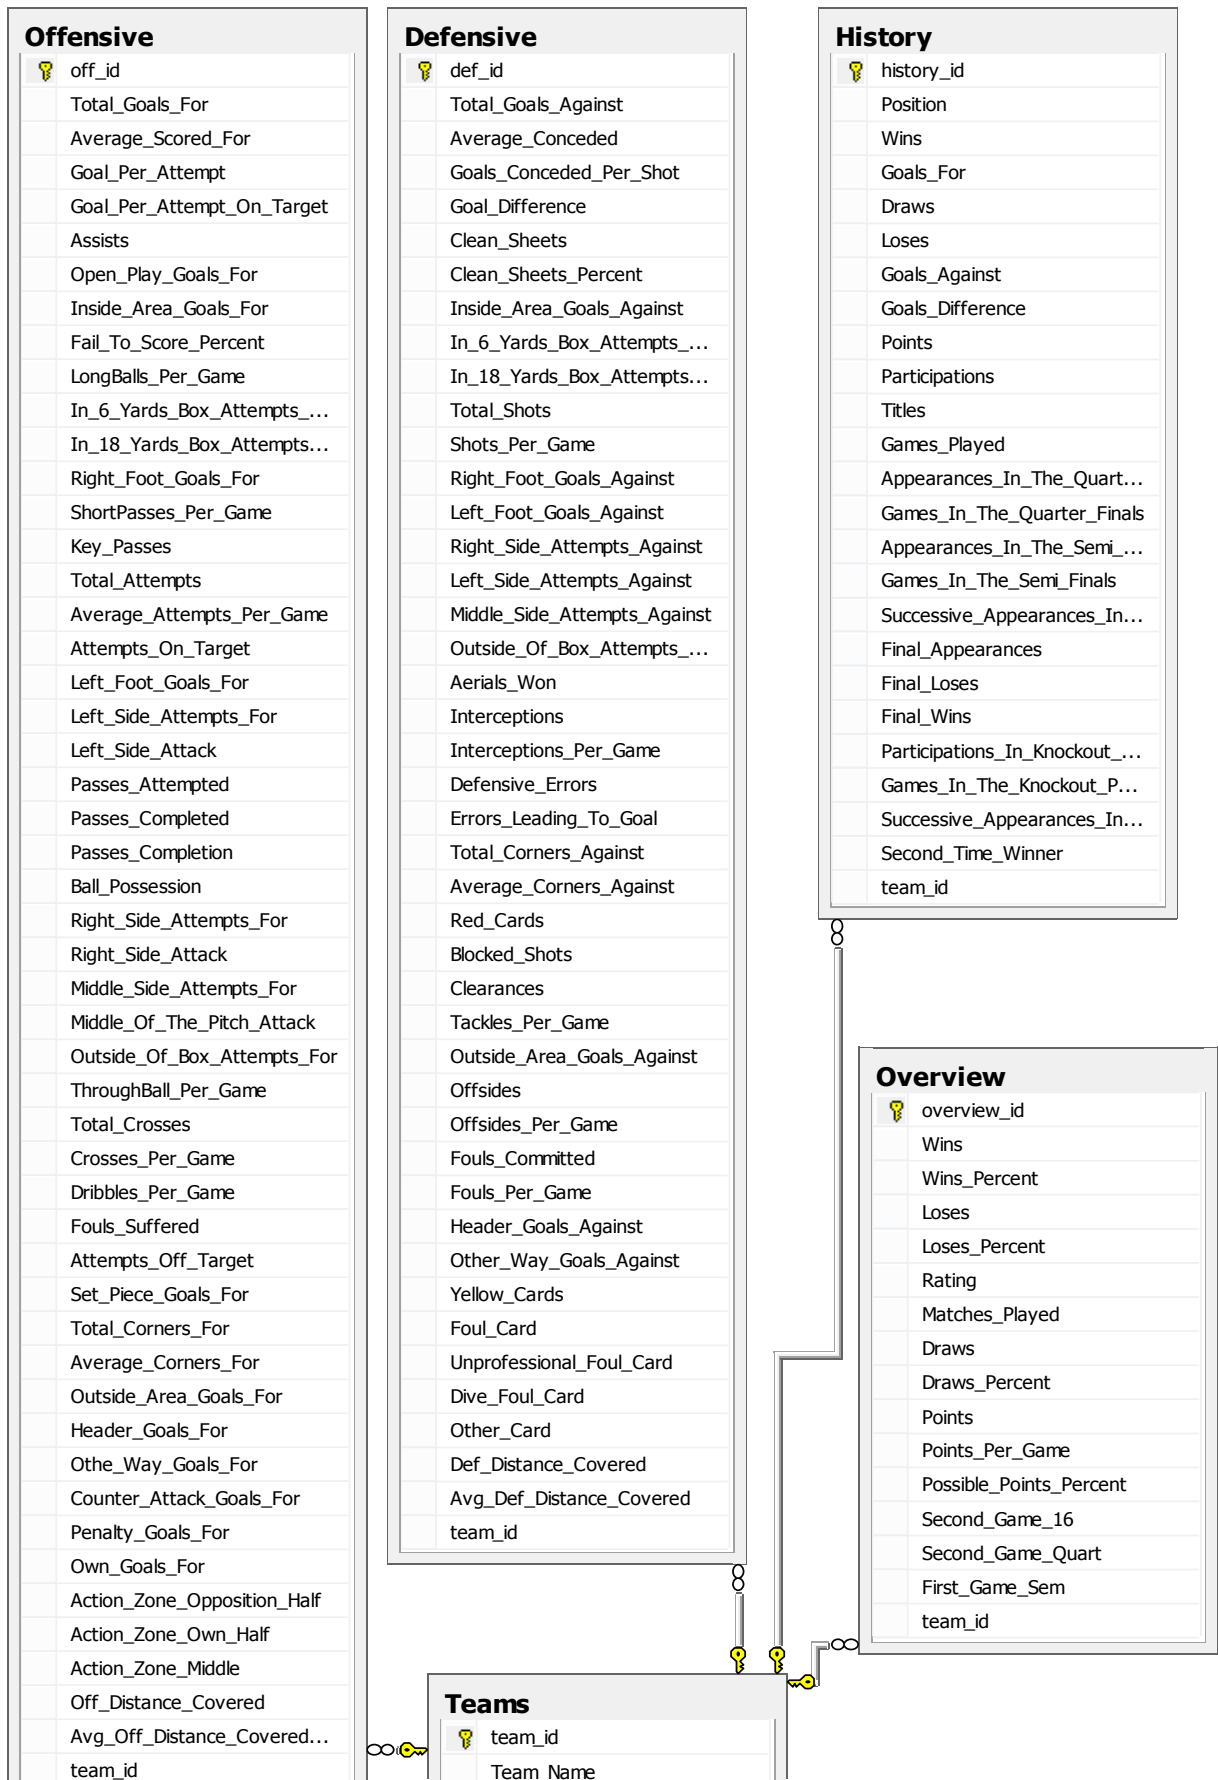 Offensive
off_id
Total_Goals_For
Average_Scored_For
Goal_Per_Attempt
Goal_Per_Attempt_On_Target
Assists
Open_Play_Goals_For
Inside_Area_Goals_For
Fail_To_Score_Percent
LongBalls_Per_Game
In_6_Yards_Box_Attempts_...
In_18_Yards_Box_Attempts...
Right_Foot_Goals_For
ShortPasses_Per_Game
Key_Passes
Total_Attempts
Average_Attempts_Per_Game
Attempts_On_Target
Left_Foot_Goals_For
Left_Side_Attempts_For
Left_Side_Attack
Passes_Attempted
Passes_Completed
Passes_Completion
Ball_Possession
Right_Side_Attempts_For
Right_Side_Attack
Middle_Side_Attempts_For
Middle_Of_The_Pitch_Attack
Outside_Of_Box_Attempts_For
ThroughBall_Per_Game
Total_Crosses
Crosses_Per_Game
Dribbles_Per_Game
Fouls_Suffered
Attempts_Off_Target
Set_Piece_Goals_For
Total_Corners_For
Average_Corners_For
Outside_Area_Goals_For
Header_Goals_For
Othe_Way_Goals_For
Counter_Attack_Goals_For
Penalty_Goals_For
Own_Goals_For
Action_Zone_Opposition_Half
Action_Zone_Own_Half
Action_Zone_Middle
Off_Distance_Covered
Avg_Off_Distance_Covered...
team_id
Defensive
def_id
Total_Goals_Against
Average_Conceded
Goals_Conceded_Per_Shot
Goal_Difference
Clean_Sheets
Clean_Sheets_Percent
Inside_Area_Goals_Against
In_6_Yards_Box_Attempts_...
In_18_Yards_Box_Attempts...
Total_Shots
Shots_Per_Game
Right_Foot_Goals_Against
Left_Foot_Goals_Against
Right_Side_Attempts_Against
Left_Side_Attempts_Against
Middle_Side_Attempts_Against
Outside_Of_Box_Attempts_...
Aerials_Won
Interceptions
Interceptions_Per_Game
Defensive_Errors
Errors_Leading_To_Goal
Total_Corners_Against
Average_Corners_Against
Red_Cards
Blocked_Shots
Clearances
Tackles_Per_Game
Outside_Area_Goals_Against
Offsides
Offsides_Per_Game
Fouls_Committed
Fouls_Per_Game
Header_Goals_Against
Other_Way_Goals_Against
Yellow_Cards
Foul_Card
Unprofessional_Foul_Card
Dive_Foul_Card
Other_Card
Def_Distance_Covered
Avg_Def_Distance_Covered
team_id
History
history_id
Position
Wins
Goals_For
Draws
Loses
Goals_Against
Goals_Difference
Points
Participations
Titles
Games_Played
Appearances_In_The_Quart...
Games_In_The_Quarter_Finals
Appearances_In_The_Semi_...
Games_In_The_Semi_Finals
Successive_Appearances_In...
Final_Appearances
Final_Loses
Final_Wins
Participations_In_Knockout_...
Games_In_The_Knockout_P...
Successive_Appearances_In...
Second_Time_Winner
team_id
Overview
overview_id
Wins
Wins_Percent
Loses
Loses_Percent
Rating
Matches_Played
Draws
Draws_Percent
Points
Points_Per_Game
Possible_Points_Percent
Second_Game_16
Second_Game_Quart
First_Game_Sem
team_id
Teams
team_id
Team_Name